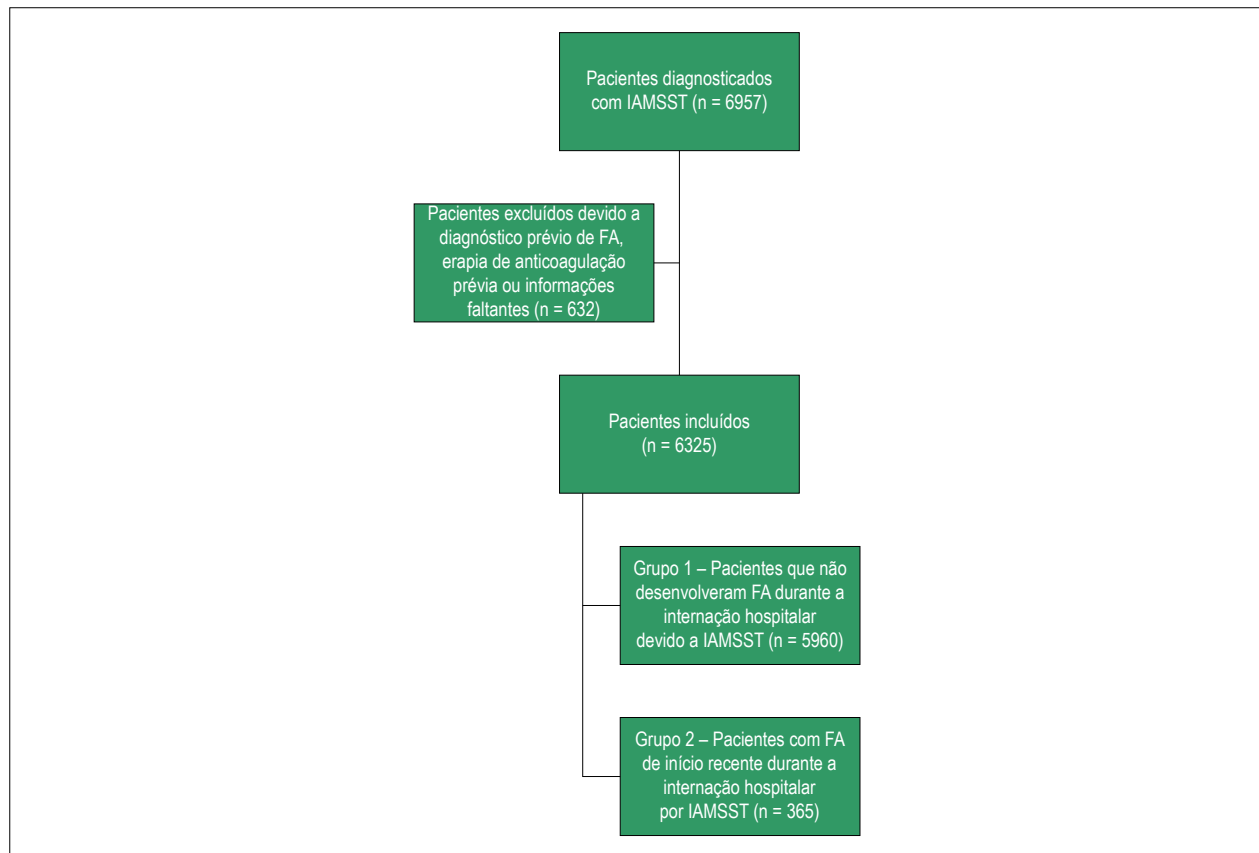 Pacientes diagnosticados
com IAMSST (n = 6957)
Pacientes excluídos devido a
diagnóstico prévio de FA,
erapia de anticoagulação
prévia ou informações
faltantes (n = 632)
Pacientes incluídos
(n = 6325)
Grupo 1 – Pacientes que não
desenvolveram FA durante a
internação hospitalar
devido a IAMSST (n = 5960)
Grupo 2 – Pacientes com FA
de início recente durante a
internação hospitalar
por IAMSST (n = 365)